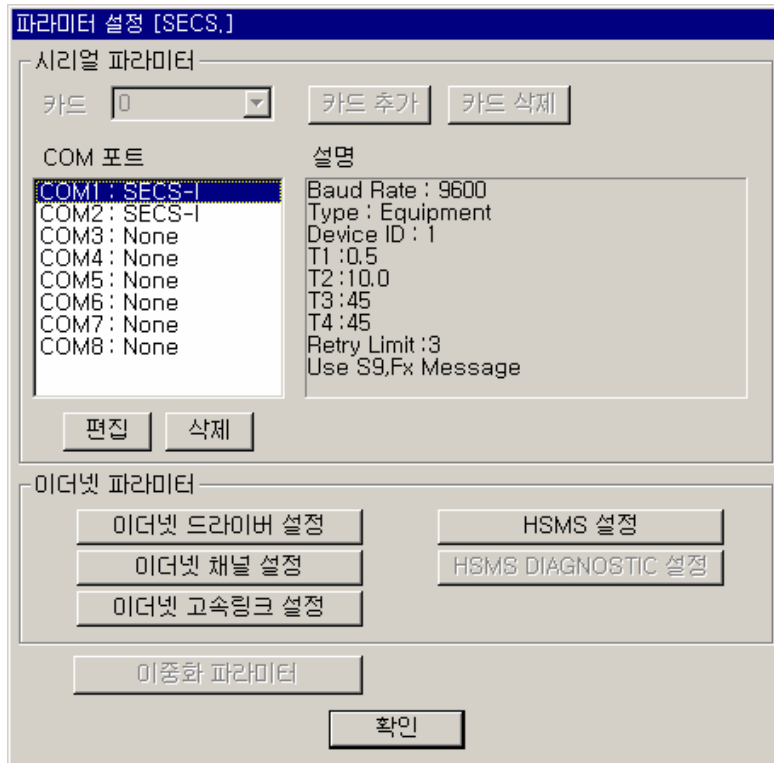 파라미터 설정 [SECS,]
시리얼 파라미터
카드 0 카드 추가 카드 삭제
COM 포트
COM1 : SECS-I
COM2 : SECS-I
COM3 : None
COM4 : None
COM5 : None
COM6 : None
COM7 : None
COM8 : None
설명
Baud Rate : 9600
Type : Equipment
Device ID : 1
T1 :0.5
T2 :10.0
T3 :45
T4 :45
Retry Limit :3
Use S9,Fx Message
편집 삭제
이더넷 파라미터
이더넷 드라이버 설정 HSMS 설정
이더넷 채널 설정 HSMS DIAGNOSTIC 설정
이더넷 고속링크 설정
이중화 파라미터
확인